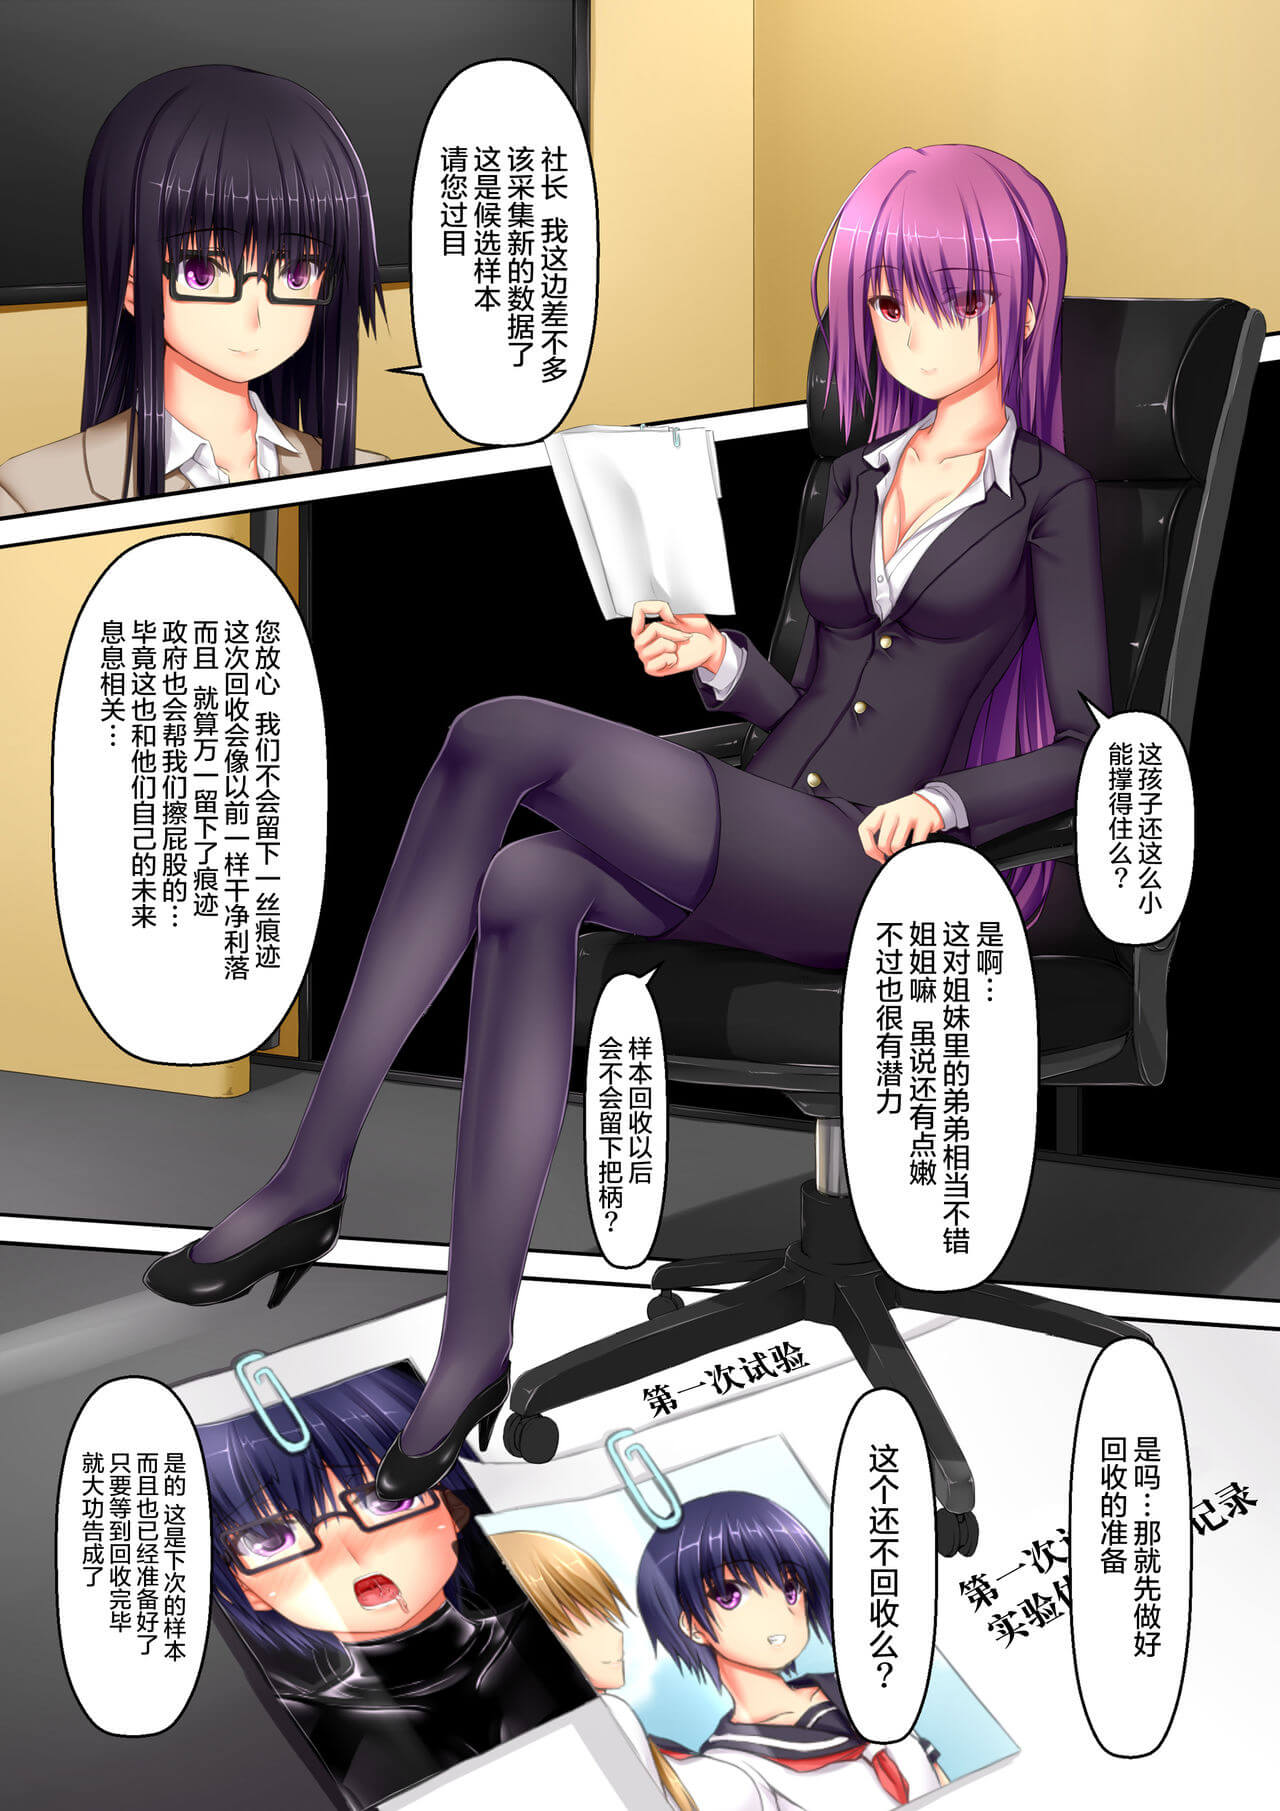 社长 我这边差不多
该采集新的数据了
这是候选样本
请您过目
这孩子还这么小
能撑得住么？
是啊…
这对姐妹里的弟弟相当不错
姐姐嘛 虽说还有点嫩
不过也很有潜力
样本回收以后
会不会留下把柄？
您放心 我们不会留下一丝痕迹
这次回收会像以前一样干净利落
而且 就算万一留下了痕迹
政府也会帮我们擦屁股的…
毕竟这也和他们自己的未来
息息相关…
是吗…那就先做好
回收的准备
这个还不回收么？
是的 这是下次的样本
而且也已经准备好了
只要等到回收完毕
就大功告成了
第一次试验
第一次
记录
实验